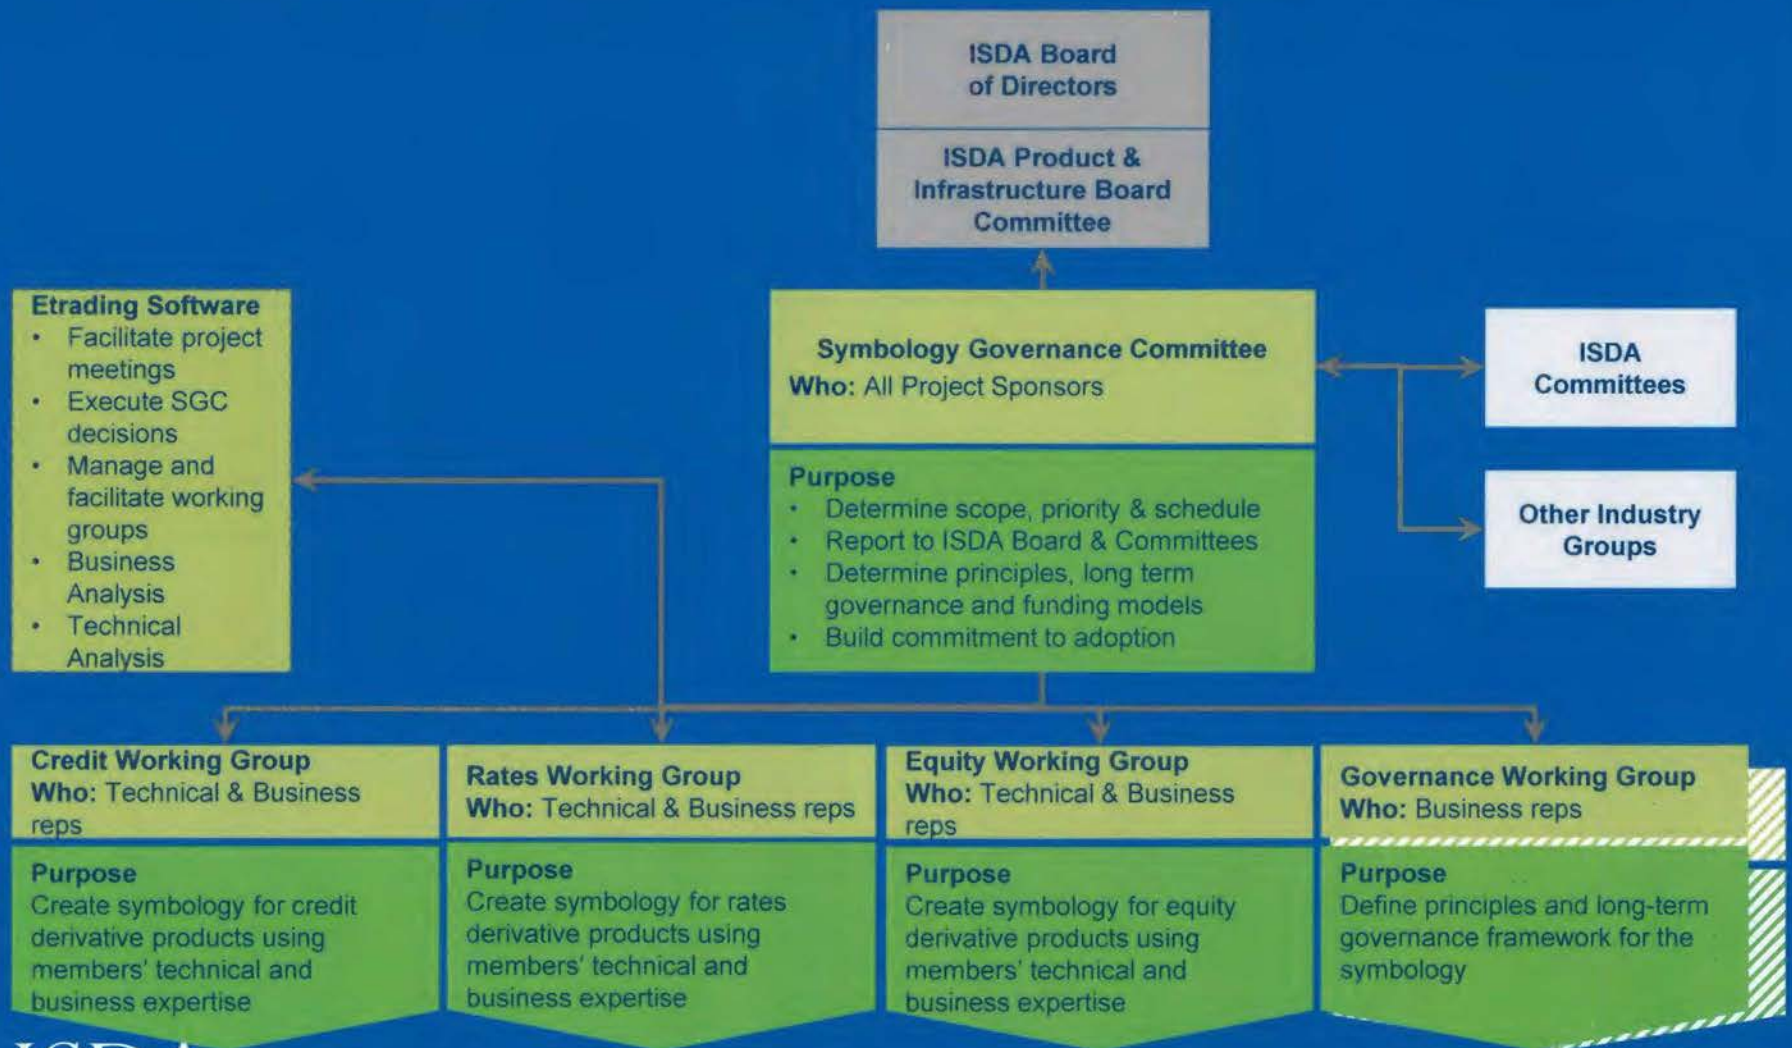 ISDA Board
of Directors
ISDA Product &
Infrastructure Board
Committee
Etrading Software
• Facilitate project
meetings
• Execute SGC
decisions
• Manage and
facilitate working
groups
• Business
Analysis
• Technical
Analysis
Symbology Governance Committee
Who: All Project Sponsors
Purpose
• Determine scope, priority & schedule
• Report to ISDA Board & Committees
• Determine principles, long term
governance and funding models
• Build commitment to adoption
ISDA
Committees
Other Industry
Groups
Credit Working Group
Who: Technical & Business
reps
Purpose
Create symbology for credit
derivative products using
members' technical and
business expertise
Rates Working Group
Who: Technical & Business reps
Purpose
Create symbology for rates
derivative products using
members' technical and
business expertise
Equity Working Group
Who: Technical & Business
reps
Purpose
Create symbology for equity
derivative products using
members' technical and
business expertise
Governance Working Group
Who: Business reps
Purpose
Define principles and long-term
governance framework for the
symbology
ISDA